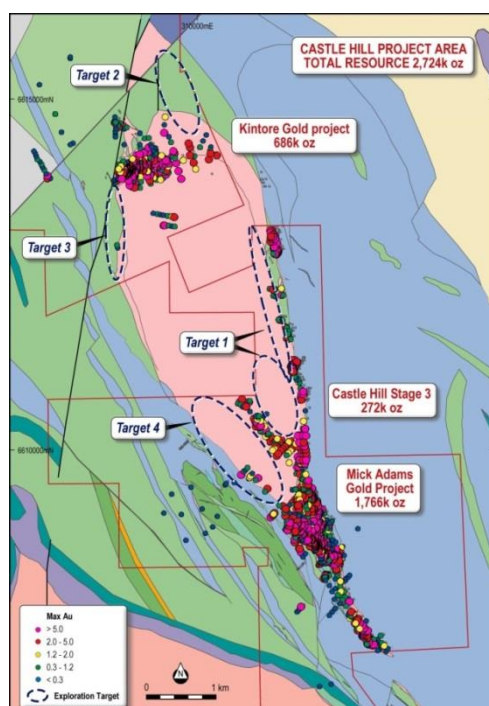 310000mE
CASTLE HILL PROJECT AREA
TOTAL RESOURCE 2,724k oz
Target 2
6615000mN
Kintore Gold project
686k oz
Target 3
Target 1
Castle Hill Stage 3
272k oz
Target 4
6610000mN
Mick Adams
Gold Project
1,766k oz
Max Au
> 5.0
2.0 - 5.0
1.2 - 2.0
0.3 - 1.2
< 0.3
Exploration Target
N
0
1 km